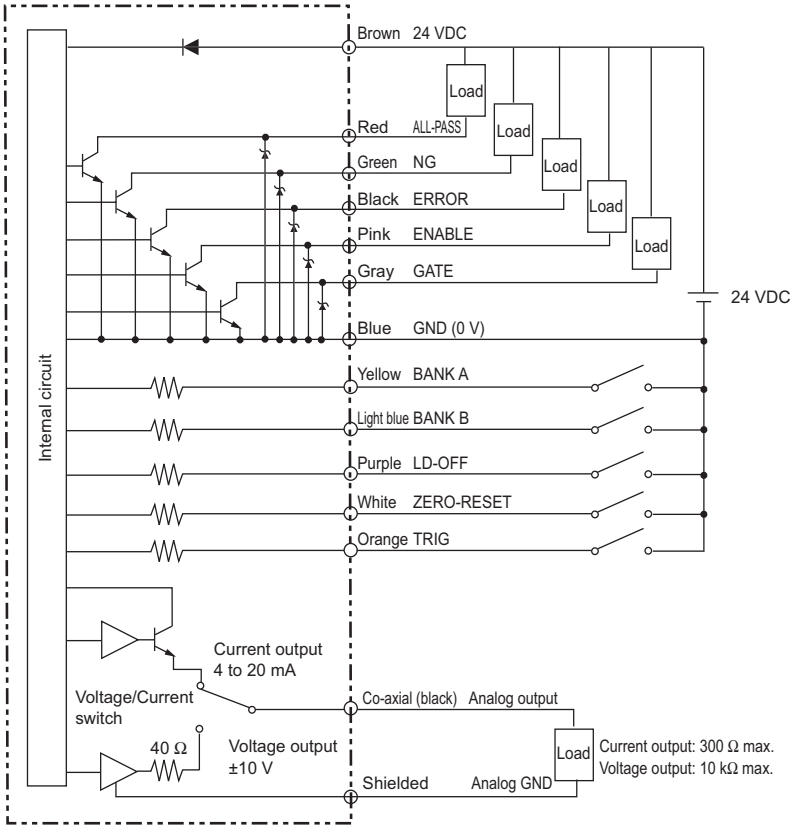 Brown 24 VDC
Load
Red ALL-PASS
Load
Green NG
Load
Black ERROR
Load
Pink ENABLE
Load
Gray GATE
24 VDC
Blue GND (0 V)
Internal circuit
Yellow BANK A
Light blue BANK B
Purple LD-OFF
White ZERO-RESET
Orange TRIG
Current output
4 to 20 mA
Voltage/Current
switch
Co-axial (black) Analog output
40 Ω
Voltage output
±10 V
Load
Current output: 300 Ω max.
Voltage output: 10 kΩ max.
Shielded Analog GND